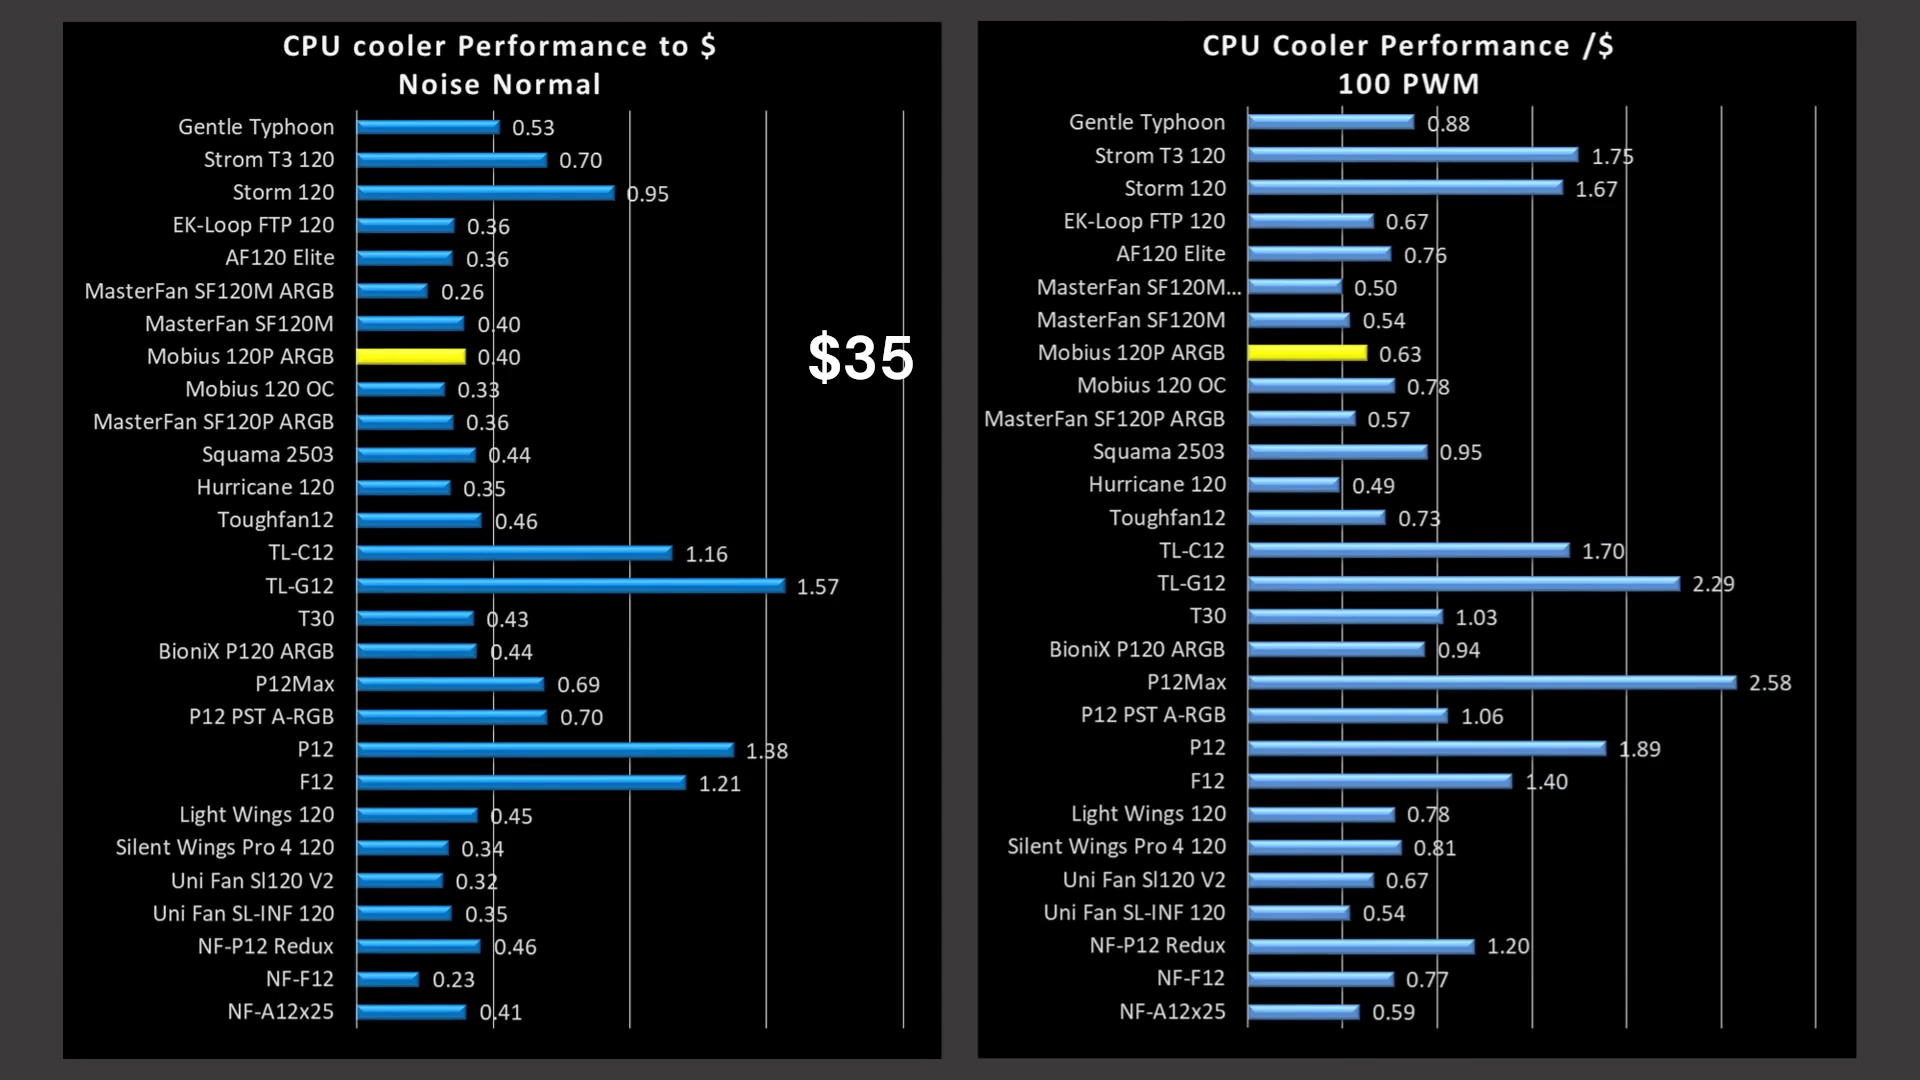 CPU cooler Performance to $
Noise Normal
Gentle Typhoon 0.53
Strom T3 120 0.70
Storm 120 0.95
EK-Loop FTP 120 0.36
AF120 Elite 0.36
MasterFan SF120M ARGB 0.26
MasterFan SF120M 0.40
Mobius 120P ARGB 0.40
$35
Mobius 120 OC 0.33
MasterFan SF120P ARGB 0.36
Squama 2503 0.44
Hurricane 120 0.35
Toughfan12 0.46
TL-C12 1.16
TL-G12 1.57
T30 0.43
BioniX P120 ARGB 0.44
P12Max 0.69
P12 PST A-RGB 0.70
P12 1.38
F12 1.21
Light Wings 120 0.45
Silent Wings Pro 4 120 0.34
Uni Fan Sl120 V2 0.32
Uni Fan SL-INF 120 0.35
NF-P12 Redux 0.46
NF-F12 0.23
NF-A12x25 0.41
CPU Cooler Performance /$
100 PWM
Gentle Typhoon 0.88
Strom T3 120 1.75
Storm 120 1.67
EK-Loop FTP 120 0.67
AF120 Elite 0.76
MasterFan SF120M... 0.50
MasterFan SF120M 0.54
Mobius 120P ARGB 0.63
Mobius 120 OC 0.78
MasterFan SF120P ARGB 0.57
Squama 2503 0.95
Hurricane 120 0.49
Toughfan12 0.73
TL-C12 1.70
TL-G12 2.29
T30 1.03
BioniX P120 ARGB 0.94
P12Max 2.58
P12 PST A-RGB 1.06
P12 1.89
F12 1.40
Light Wings 120 0.78
Silent Wings Pro 4 120 0.81
Uni Fan Sl120 V2 0.67
Uni Fan SL-INF 120 0.54
NF-P12 Redux 1.20
NF-F12 0.77
NF-A12x25 0.59